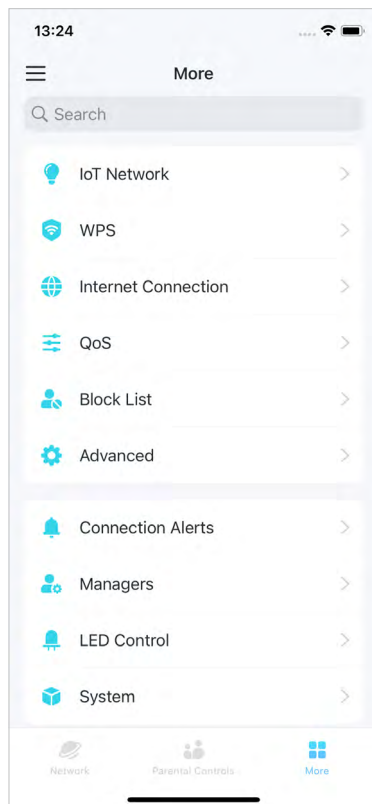 13:24
More
Search
IoT Network
WPS
Internet Connection
QoS
Block List
Advanced
Connection Alerts
Managers
LED Control
System
Network
Parental Controls
More